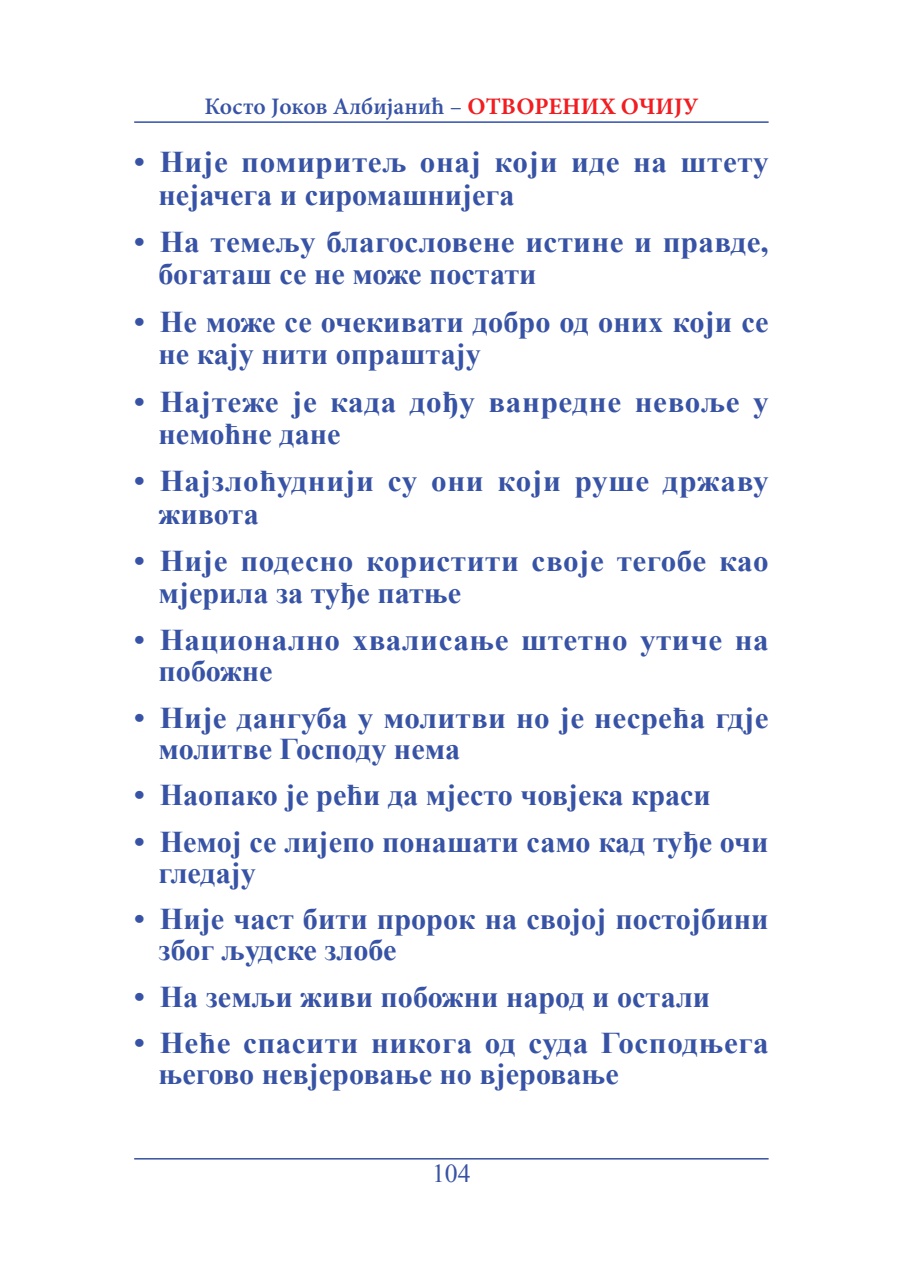 Косто Јоков Албијанић – ОТВОРЕНИХ ОЧИЈУ
• Није помиритељ онај који иде на штету
нејачега и сиромашнијега
• На темељу благословене истине и правде,
богаташ се не може постати
• Не може се очекивати добро од оних који се
не кају нити опраштају
• Најтеже је када дођу ванредне невоље у
немоћне дане
• Најзлоћуднији су они који руше државу
живота
• Није подесно користити своје тегобе као
мјерила за туђе патње
• Национално хвалисање штетно утиче на
побожне
• Није дангуба у молитви но је несрећа гдје
молитве Господу нема
• Наопако је рећи да мјесто човјека краси
• Немој се лијепо понашати само кад туђе очи
гледају
• Није част бити пророк на својој постојбини
због људске злобе
• На земљи живи побожни народ и остали
• Неће спасити никога од суда Господњега
његово невјеровање но вјеровање
104